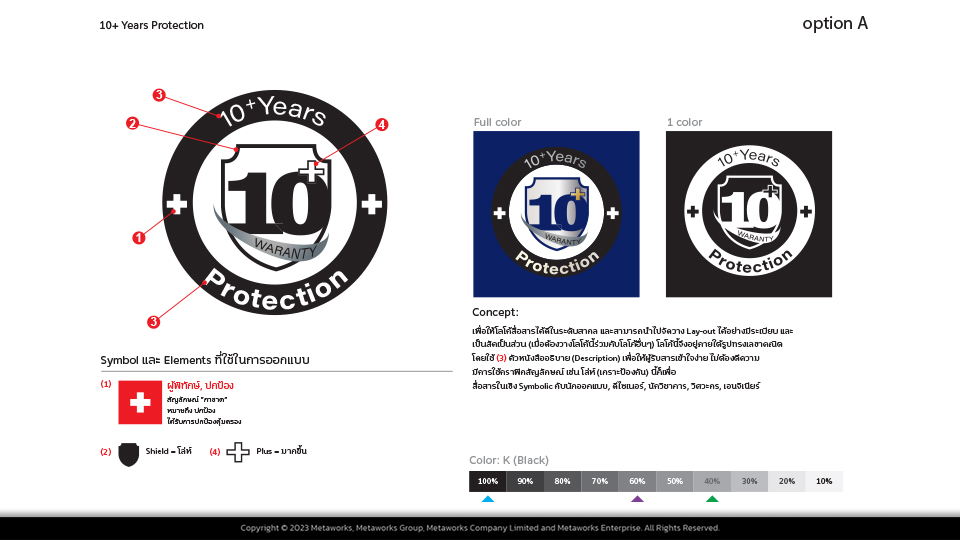 10+ Years Protection
option A
3
2
4
1
3
10+Years
10+
WARANTY
Protection
Full color
1 color
10+Years
10+
WARANTY
Protection
10+Years
10+
WARANTY
Protection
Concept:
เพื่อให้โลโก้สื่อสารได้ดีในระดับสากล และสามารถนำไปจัดวาง Lay-out ได้อย่างมีระเบียบ และ
เป็นสัดเป็นส่วน (เมื่อต้องวางโลโก้นี้ร่วมกับโลโก้อื่นๆ) โลโก้นี้จึงอยู่ภายใต้รูปทรงเลขาคณิต
โดยใช้ (3) ตัวหนังสืออธิบาย (Description) เพื่อให้ผู้รับสารเข้าใจง่าย ไม่ต้องตีความ
มีการใช้กราฟิคสัญลักษณ์ เช่น โล่ห์ (เกราะป้องกัน) นี้ก็เพื่อ
สื่อสารในเชิง Symbolic กับนักออกแบบ, ดีไซเนอร์, นักวิชาการ, วิศวะกร, เอนจิเนียร์
Symbol และ Elements ที่ใช้ในการออกแบบ
(1)
ผู้พิทักษ์, ปกป้อง
สัญลักษณ์ "กาชาด"
หมายถึง ปกป้อง
ได้รับการปกป้องคุ้มครอง
(2) Shield = โล่ห์ (4) Plus = มากขึ้น
Color: K (Black)
100% 90% 80% 70% 60% 50% 40% 30% 20% 10%
Copyright © 2023 Metaworks, Metaworks Group, Metaworks Company Limited and Metaworks Enterprise. All Rights Reserved.